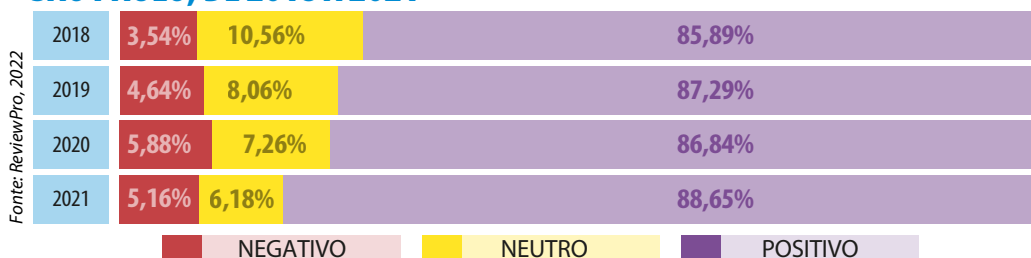 2018 3,54% 10,56% 85,89%
2019 4,64% 8,06% 87,29%
2020 5,88% 7,26% 86,84%
2021 5,16% 6,18% 88,65%
NEGATIVO NEUTRO POSITIVO
Fonte: ReviewPro, 2022